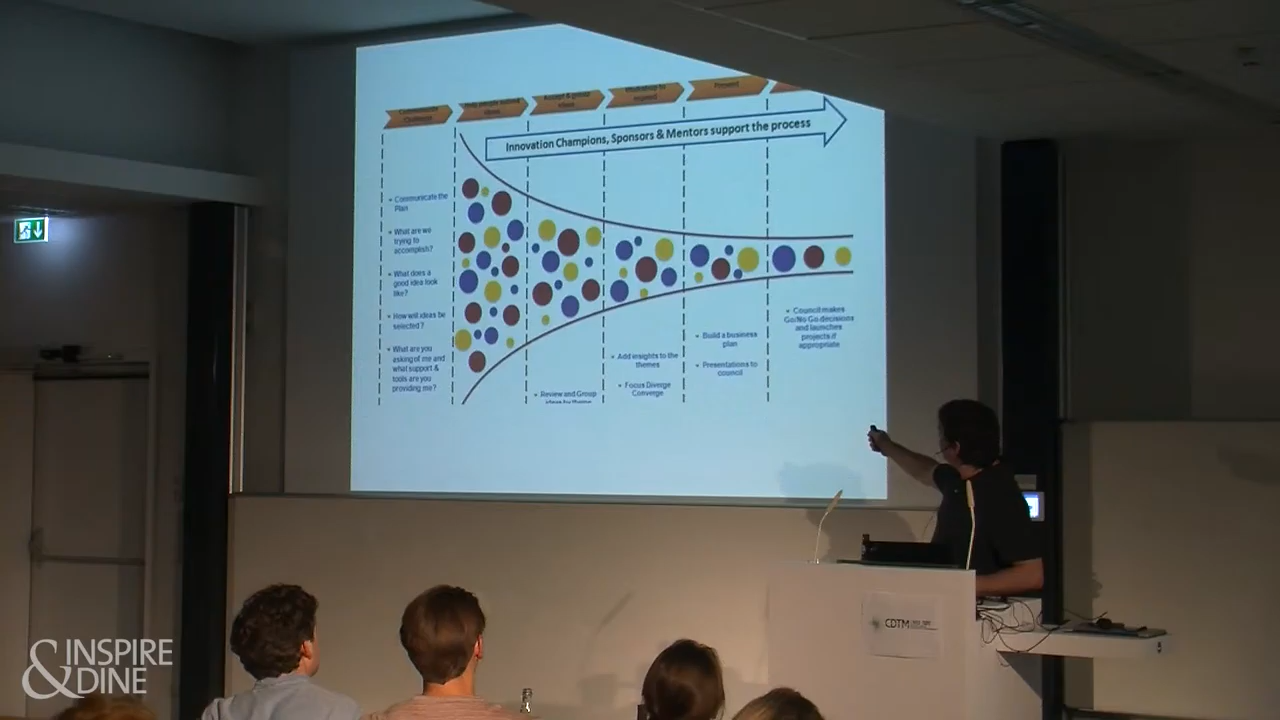 Present
Innovation Champions, Sponsors & Mentors support the process
• Communicate the
Plan
• What are we
trying to
accomplish?
• What does a
good idea look
like?
• How will ideas be
selected?
• What are you
asking of me and
what support &
tools are you
providing me?
• Review and Group
• Add insights to the
themes
• Focus Diverge
Converge
• Build a business
plan
• Presentations to
council
• Council makes
Go/No Go decisions
and launches
projects if
appropriate
CDTM
INSPIRE
&DINE